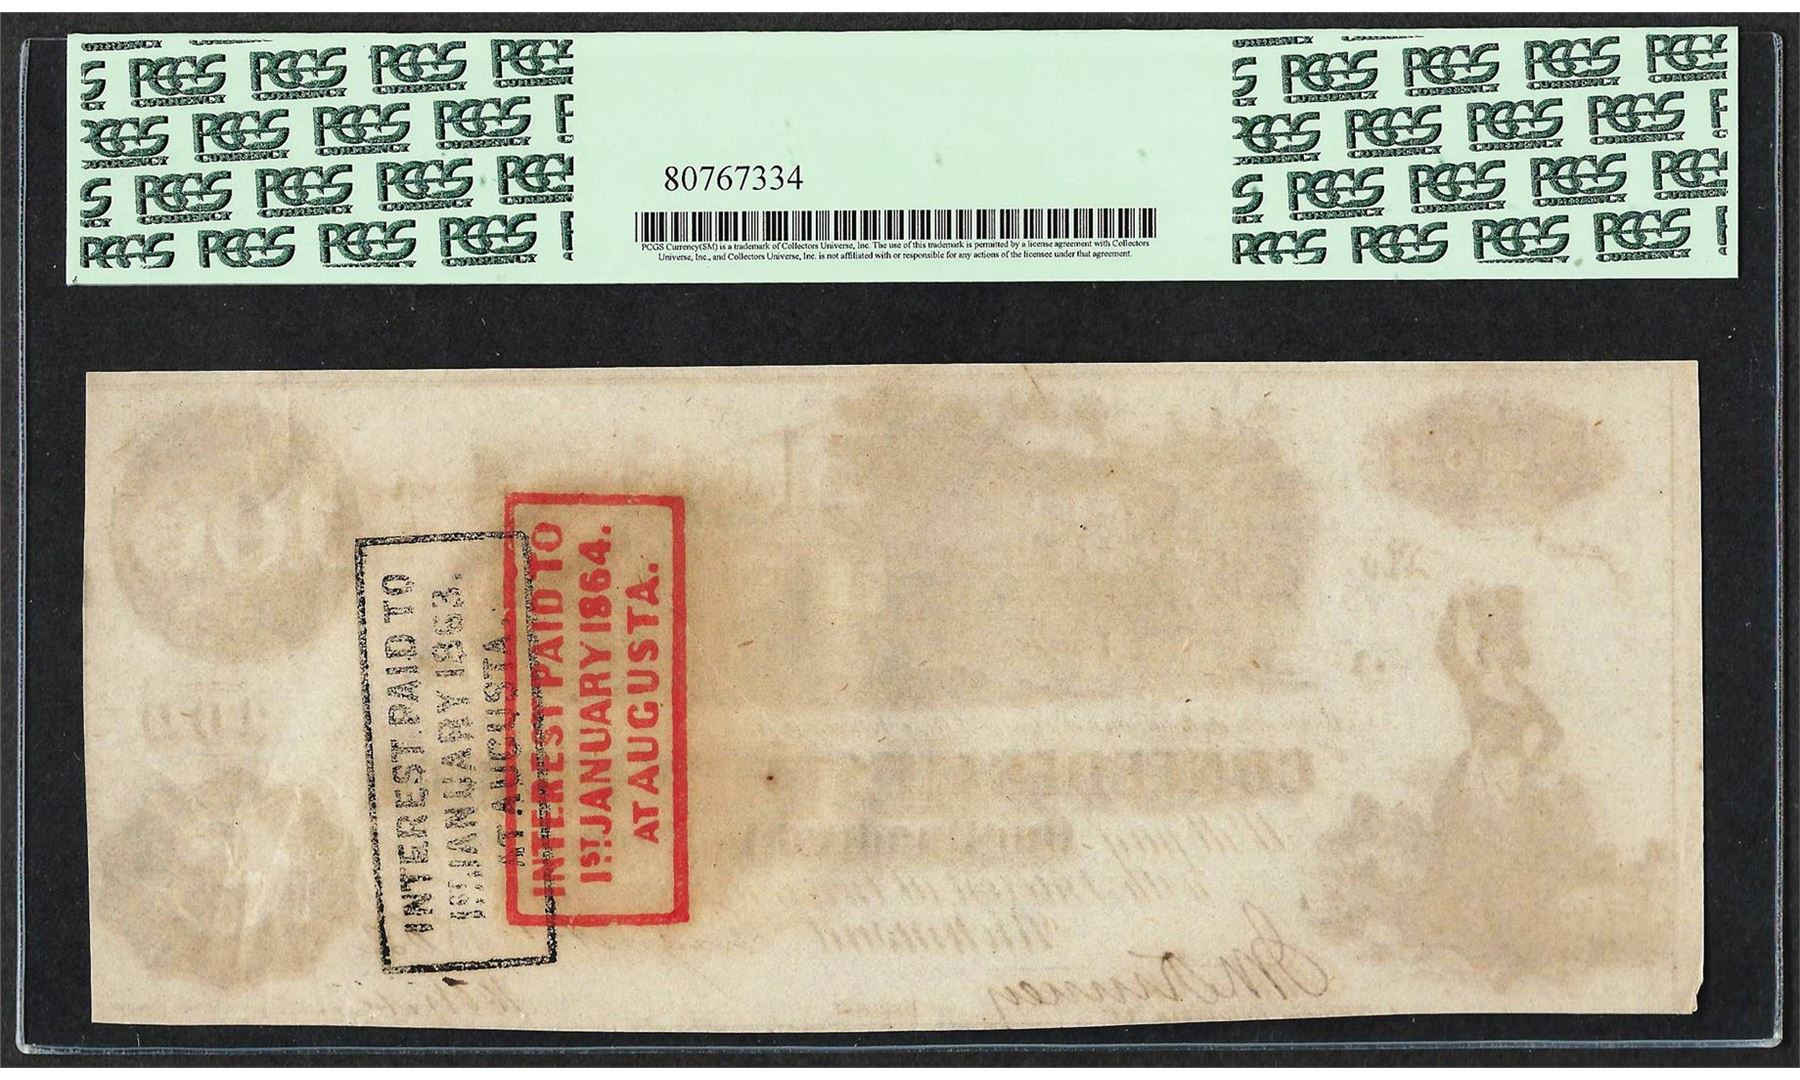 PCGS CURRENCY
80767334
PCGS Currency(SM) is a trademark of Collectors Universe, Inc. The use of this trademark is permitted by a license agreement with Collectors
Universe, Inc., and Collectors Universe, Inc. is not affiliated with or responsible for any actions of the licensee under that agreement.
INTEREST PAID TO
1ST JANUARY 1863.
AT AUGUSTA.
INTEREST PAID TO
1ST JANUARY 1864.
AT AUGUSTA.